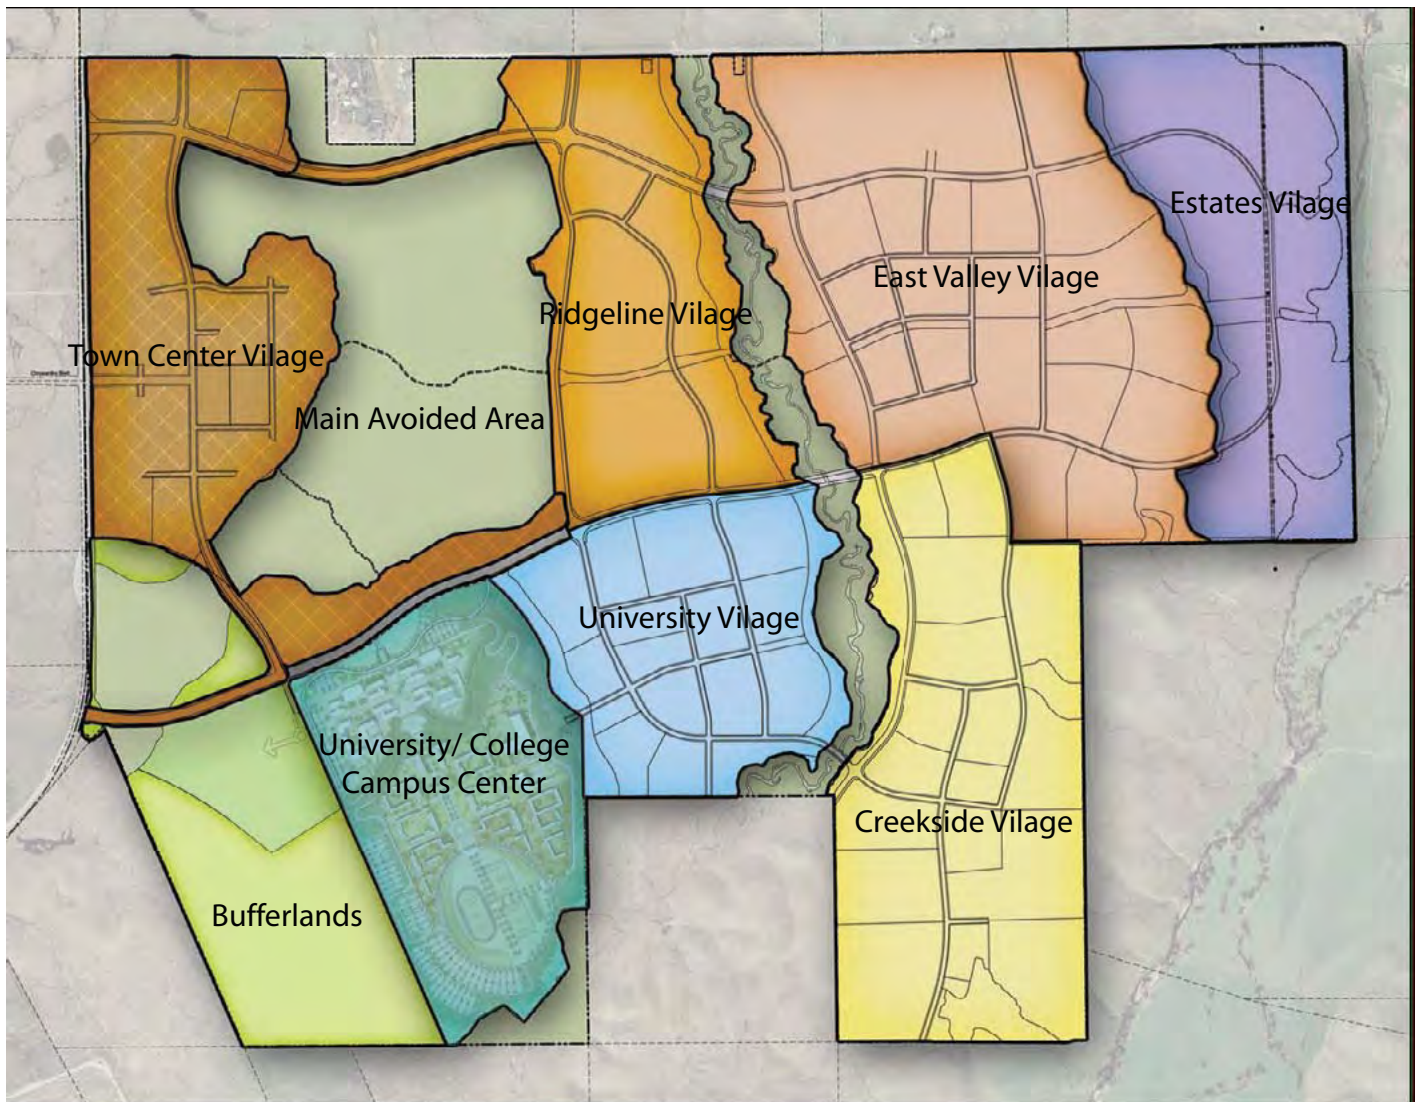 Estates Vilage
East Valley Vilage
Ridgeline Vilage
Town Center Vilage
Main Avoided Area
University Vilage
University/ College
Campus Center
Creekside Vilage
Bufferlands